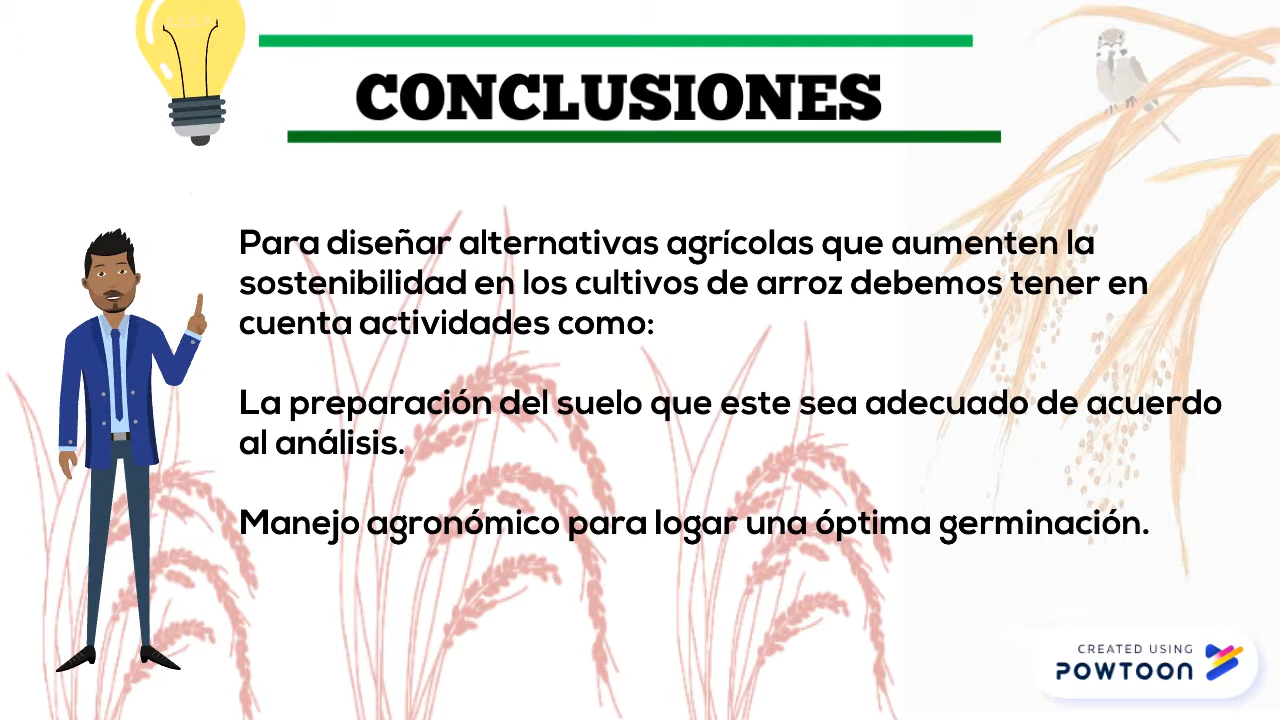 CONCLUSIONES
Para diseñar alternativas agrícolas que aumenten la
sostenibilidad en los cultivos de arroz debemos tener en
cuenta actividades como:
La preparación del suelo que este sea adecuado de acuerdo
al análisis.
Manejo agronómico para logar una óptima germinación.
CREATED USING
POWTOON